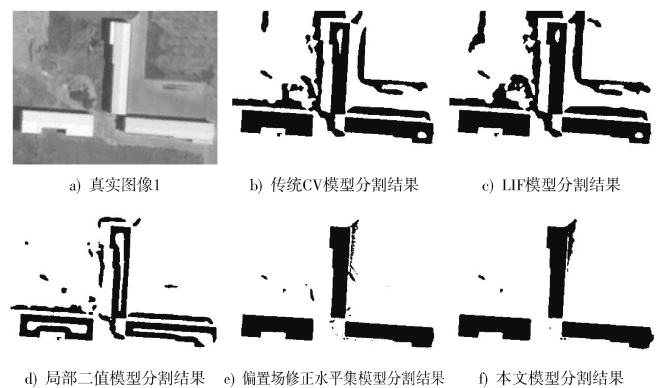 a) 真实图像1
b) 传统CV模型分割结果
c) LIF模型分割结果
d) 局部二值模型分割结果
e) 偏置场修正水平集模型分割结果
f) 本文模型分割结果